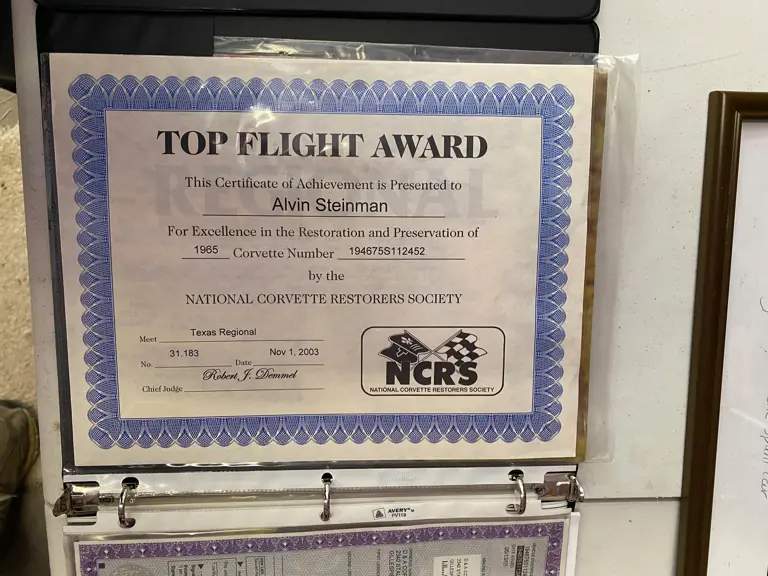 TOP FLIGHT AWARD
REGIONAL
This Certificate of Achievement is Presented to
Alvin Steinman
For Excellence in the Restoration and Preservation of
1965 Corvette Number 194675S112452
by the
NATIONAL CORVETTE RESTORERS SOCIETY
Meet Texas Regional
No. 31.183 Date Nov 1, 2003
Robert J. Demmel
Chief Judge
NCRS
NATIONAL CORVETTE RESTORERS SOCIETY
AVERY